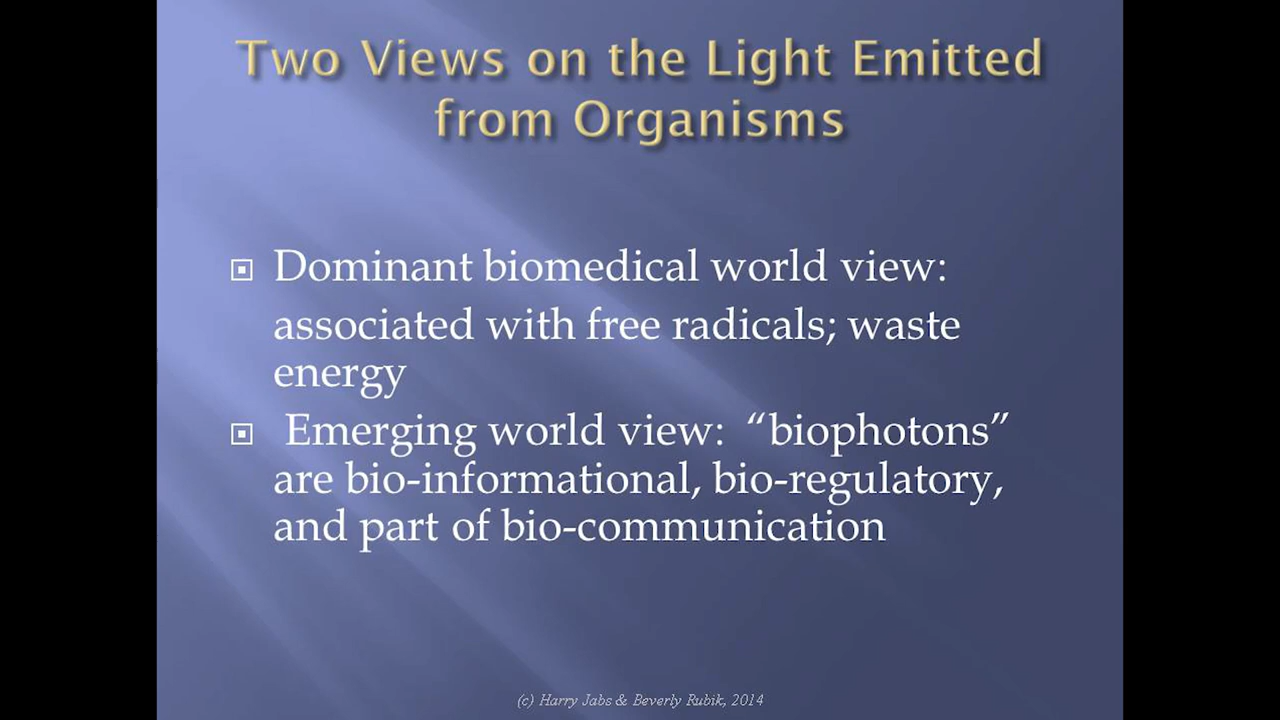 Two Views on the Light Emitted
from Organisms
Dominant biomedical world view:
associated with free radicals; waste
energy
Emerging world view: “biophotons”
are bio-informational, bio-regulatory,
and part of bio-communication
(c) Harry Jabs & Beverly Rubik, 2014